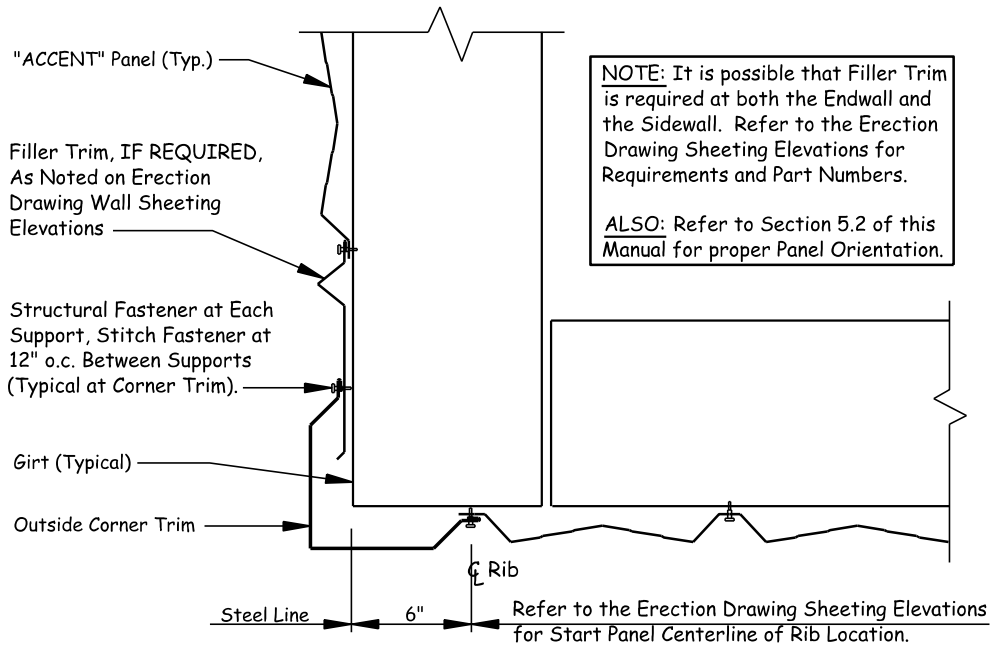 "ACCENT" Panel (Typ.)
Filler Trim, IF REQUIRED,
As Noted on Erection
Drawing Wall Sheeting
Elevations
Structural Fastener at Each
Support, Stitch Fastener at
12" o.c. Between Supports
(Typical at Corner Trim).
Girt (Typical)
Outside Corner Trim
NOTE: It is possible that Filler Trim
is required at both the Endwall and
the Sidewall. Refer to the Erection
Drawing Sheeting Elevations for
Requirements and Part Numbers.
ALSO: Refer to Section 5.2 of this
Manual for proper Panel Orientation.
℄ Rib
Steel Line
6"
Refer to the Erection Drawing Sheeting Elevations
for Start Panel Centerline of Rib Location.